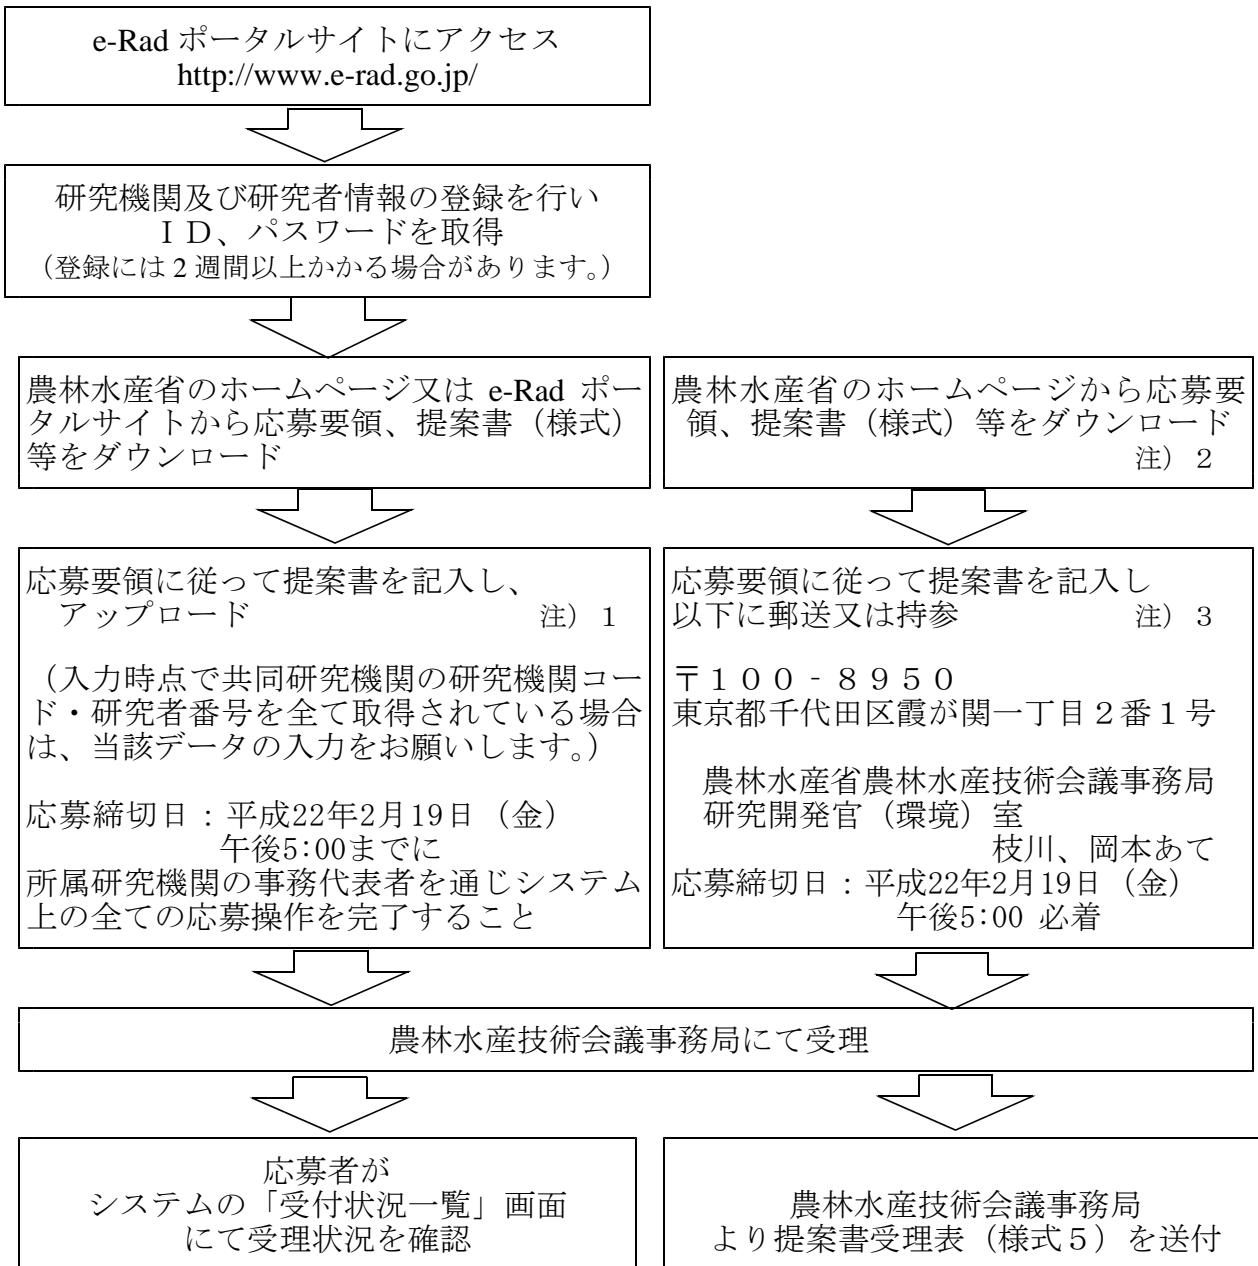 e-Rad ポータルサイトにアクセス
http://www.e-rad.go.jp/
研究機関及び研究者情報の登録を行い
ＩＤ、パスワードを取得
（登録には 2 週間以上かかる場合があります。）
農林水産省のホームページ又は e-Rad ポー
タルサイトから応募要領、提案書（様式）
等をダウンロード
農林水産省のホームページから応募要
領、提案書（様式）等をダウンロード
注）２
応募要領に従って提案書を記入し、
アップロード　注）１
（入力時点で共同研究機関の研究機関コー
ド・研究者番号を全て取得されている場合
は、当該データの入力をお願いします。）
応募締切日：平成22年2月19日（金）
午後5:00までに
所属研究機関の事務代表者を通じシステム
上の全ての応募操作を完了すること
応募要領に従って提案書を記入し
以下に郵送又は持参　注）３
〒１００‐８９５０
東京都千代田区霞が関一丁目２番１号
農林水産省農林水産技術会議事務局
研究開発官（環境）室
枝川、岡本あて
応募締切日：平成22年2月19日（金）
午後5:00 必着
農林水産技術会議事務局にて受理
応募者が
システムの「受付状況一覧」画面
にて受理状況を確認
農林水産技術会議事務局
より提案書受理表（様式５）を送付